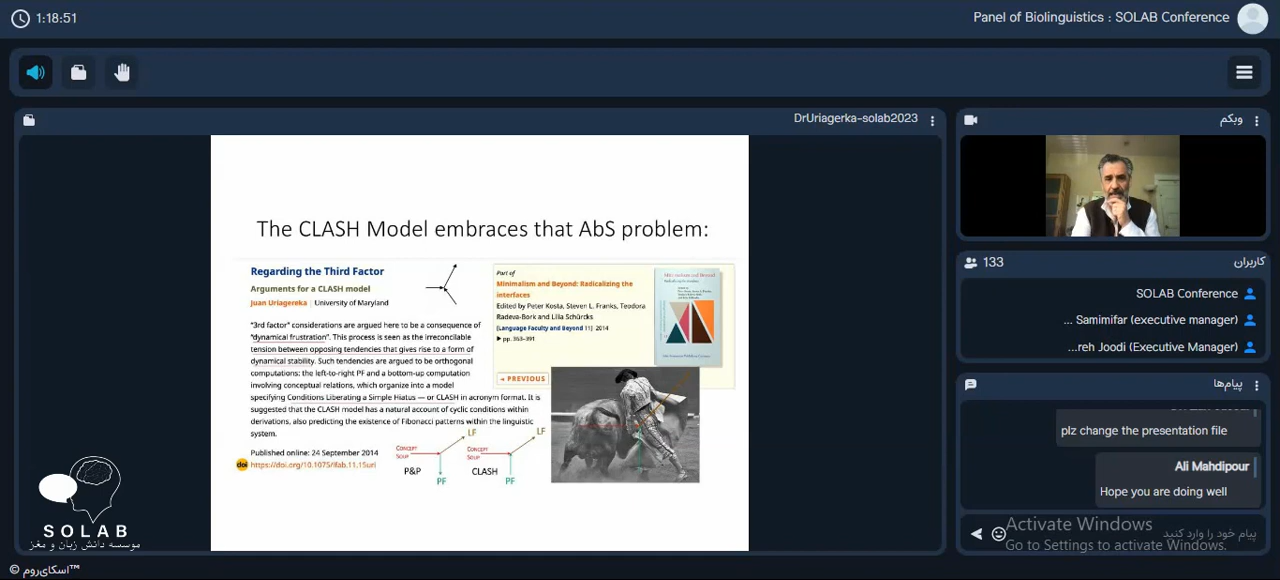 1:18:51
Panel of Biolinguistics : SOLAB Conference
DrUriagerka-solab2023
The CLASH Model embraces that AbS problem:
Regarding the Third Factor
Arguments for a CLASH model
Juan Uriagereka | University of Maryland
"3rd factor" considerations are argued here to be a consequence of
"dynamical frustration". This process is seen as the irreconcilable
tension between opposing tendencies that gives rise to a form of
dynamical stability. Such tendencies are argued to be orthogonal
computations: the left-to-right PF and a bottom-up computation
involving conceptual relations, which organize into a model
specifying Conditions Liberating a Simple Hiatus — or CLASH in acronym format. It is
suggested that the CLASH model has a natural account of cyclic conditions within
derivations, also predicting the existence of Fibonacci patterns within the linguistic
system.
Published online: 24 September 2014
doi
Part of
Minimalism and Beyond: Radicalizing the
interfaces
Edited by Peter Kosta, Steven L. Franks, Teodora
Radeva-Bork and Lilia Schürcks
[Language Faculty and Beyond 11] 2014
▶ pp. 363–391
◂ PREVIOUS
CONCEPT
SOUP
LF
P&P
PF
CONCEPT
SOUP
LF
CLASH
PF
SOLAB
موسسه دانش زبان و مغز
© اسکای‌روم™
وبکم
133
کاربران
SOLAB Conference
Samimifar (executive manager) ...
...reh Joodi (Executive Manager)
پیام‌ها
plz change the presentation file
Ali Mahdipour
Hope you are doing well
پیام خود را وارد کنید
Activate Windows
Go to Settings to activate Windows.